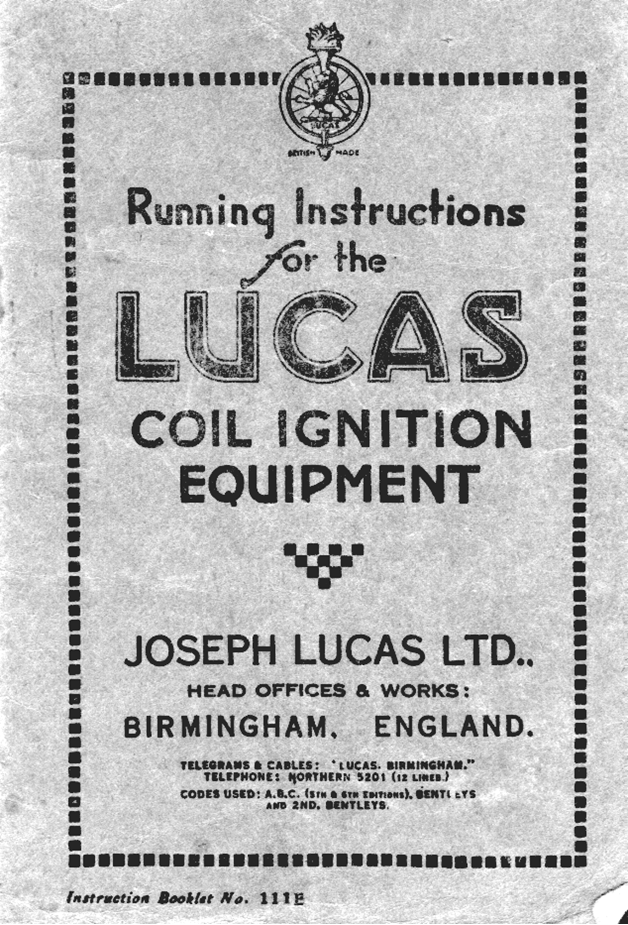 LUCAS
BRITISH MADE
Running Instructions
for the
LUCAS
COIL IGNITION
EQUIPMENT
JOSEPH LUCAS LTD.,
HEAD OFFICES & WORKS:
BIRMINGHAM, ENGLAND.
TELEGRAMS & CABLES: "LUCAS, BIRMINGHAM."
TELEPHONE: NORTHERN 5201 (12 LINES.)
CODES USED: A.B.C. (5TH & 6TH EDITIONS), BENTLEYS
AND 2ND, BENTLEYS.
Instruction Booklet No. 111E